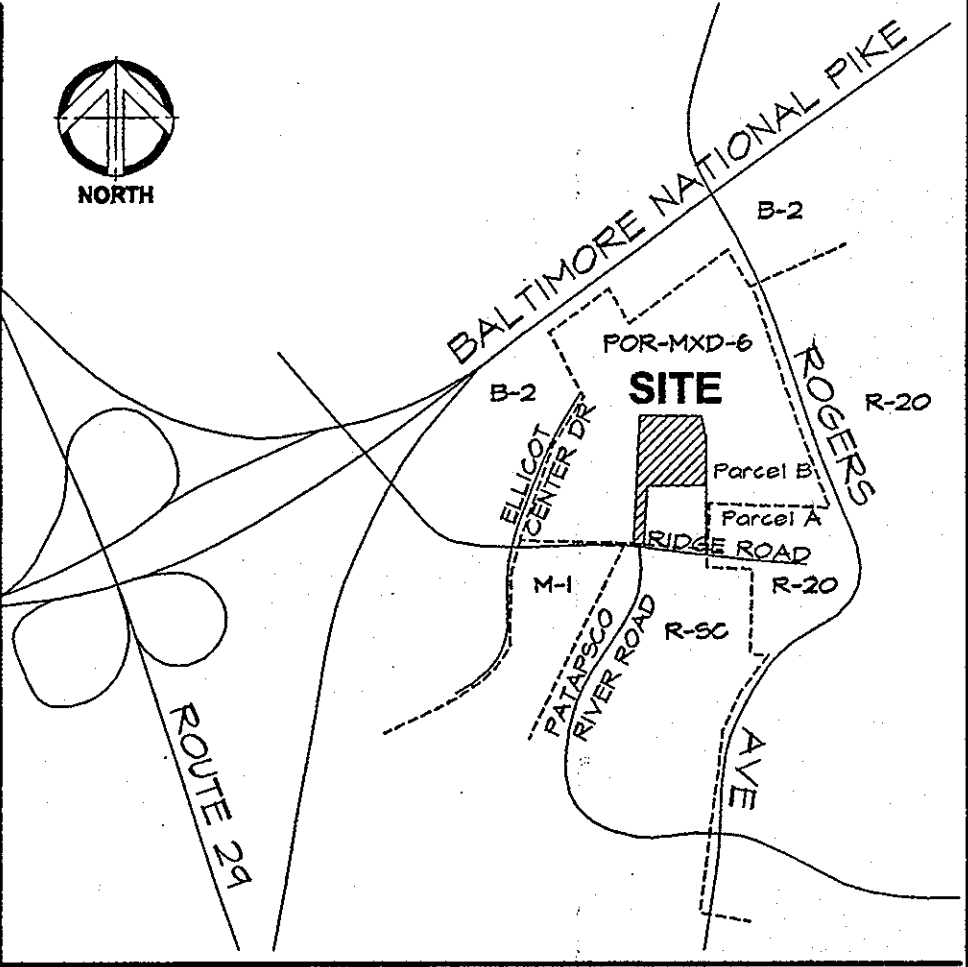 NORTH
BALTIMORE NATIONAL PIKE
B-2
POR-MXD-6
SITE
B-2
ROGERS
R-20
ELLICOT
CENTER DR
Parcel B
Parcel A
RIDGE ROAD
M-1
R-20
PATAPSCO
RIVER ROAD
R-SC
ROUTE 29
AVE